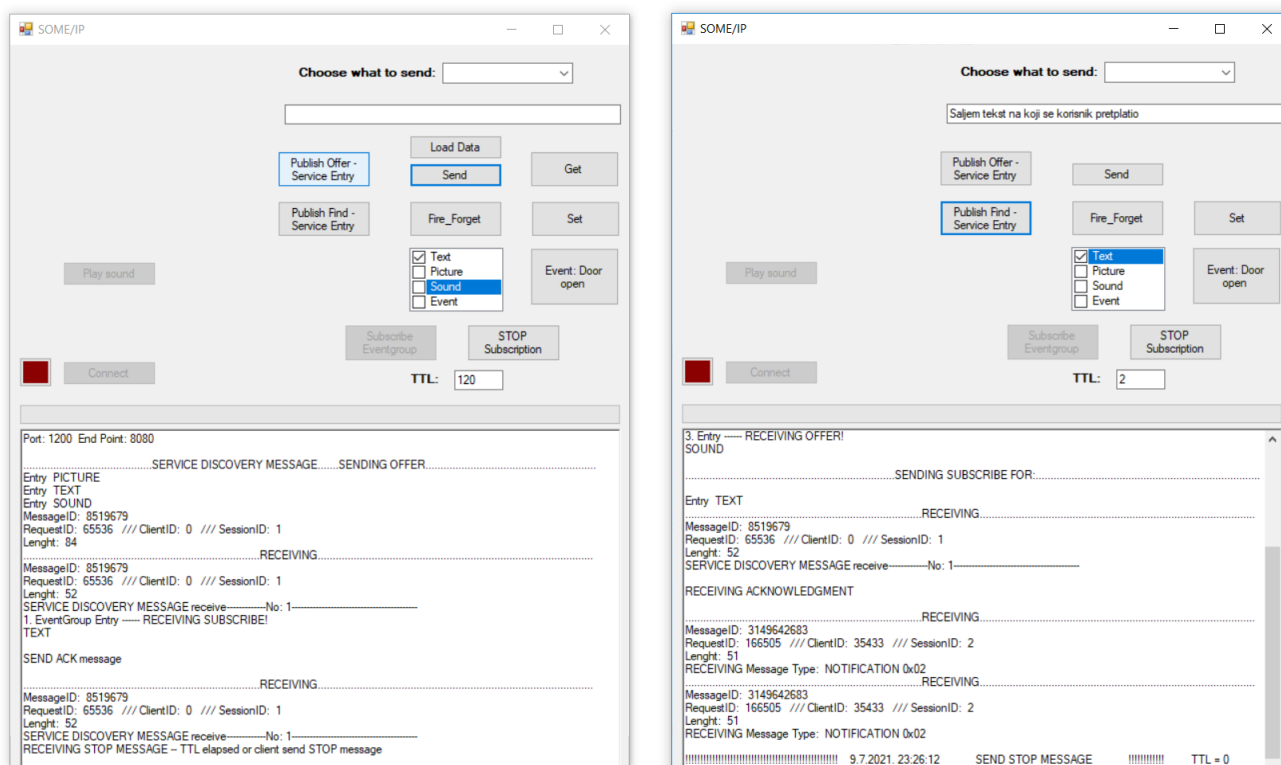 SOME/IP
Choose what to send:
Load Data
Publish Offer -
Service Entry
Send
Get
Publish Find -
Service Entry
Fire_Forget
Set
Text
Picture
Sound
Event
Event: Door
open
Play sound
Subscribe
Eventgroup
STOP
Subscription
Connect
TTL: 120
Port: 1200 End Point: 8080
...........................................SERVICE DISCOVERY MESSAGE.......SENDING OFFER.........................................................
Entry PICTURE
Entry TEXT
Entry SOUND
MessageID: 8519679
RequestID: 65536 /// ClientID: 0 /// SessionID: 1
Lenght: 84
...............................................................................RECEIVING..............................................................................................
MessageID: 8519679
RequestID: 65536 /// ClientID: 0 /// SessionID: 1
Lenght: 52
SERVICE DISCOVERY MESSAGE receive-------------No: 1------------------------------------------
1. EventGroup Entry ------ RECEIVING SUBSCRIBE!
TEXT
SEND ACK message
...............................................................................RECEIVING..............................................................................................
MessageID: 8519679
RequestID: 65536 /// ClientID: 0 /// SessionID: 1
Lenght: 52
SERVICE DISCOVERY MESSAGE receive-------------No: 1------------------------------------------
RECEIVING STOP MESSAGE -- TTL elapsed or client send STOP message
SOME/IP
Choose what to send:
Saljem tekst na koji se korisnik pretplatio
Publish Offer -
Service Entry
Send
Publish Find -
Service Entry
Fire_Forget
Set
Text
Picture
Sound
Event
Event: Door
open
Play sound
Subscribe
Eventgroup
STOP
Subscription
Connect
TTL: 2
3. Entry ------ RECEIVING OFFER!
SOUND
......................................................................SENDING SUBSCRIBE FOR:...........................................................................
Entry TEXT
...............................................................................RECEIVING............................................................................................
MessageID: 8519679
RequestID: 65536 /// ClientID: 0 /// SessionID: 1
Lenght: 52
SERVICE DISCOVERY MESSAGE receive-------------No: 1------------------------------------------
RECEIVING ACKNOWLEDGMENT
...............................................................................RECEIVING............................................................................................
MessageID: 3149642683
RequestID: 166505 /// ClientID: 35433 /// SessionID: 2
Lenght: 51
RECEIVING Message Type: NOTIFICATION 0x02
...............................................................................RECEIVING............................................................................................
MessageID: 3149642683
RequestID: 166505 /// ClientID: 35433 /// SessionID: 2
Lenght: 51
RECEIVING Message Type: NOTIFICATION 0x02
!!!!!!!!!!!!!!!!!!!!!!!!!!!!!!!!!!!!!!!!!!!!!!!!!!! 9.7.2021. 23:26:12 SEND STOP MESSAGE !!!!!!!!!!!! TTL = 0